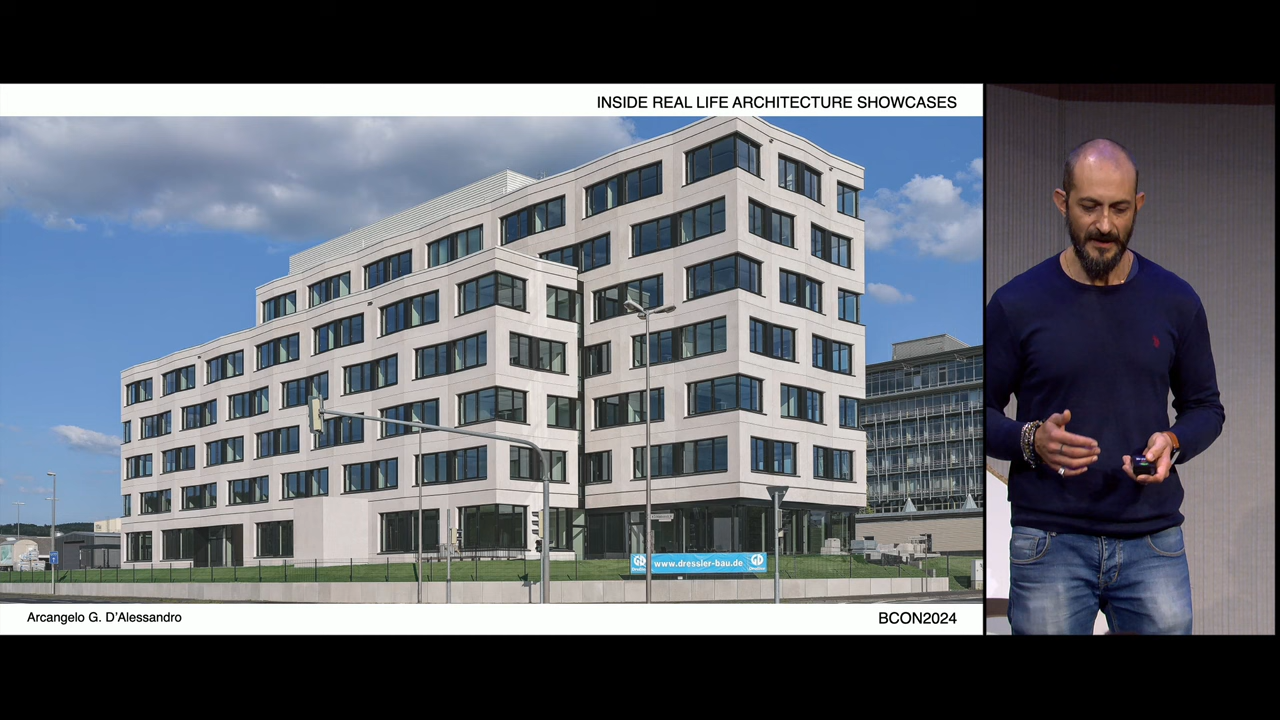 INSIDE REAL LIFE ARCHITECTURE SHOWCASES
www.dressler-bau.de
Arcangelo G. D'Alessandro
BCON2024